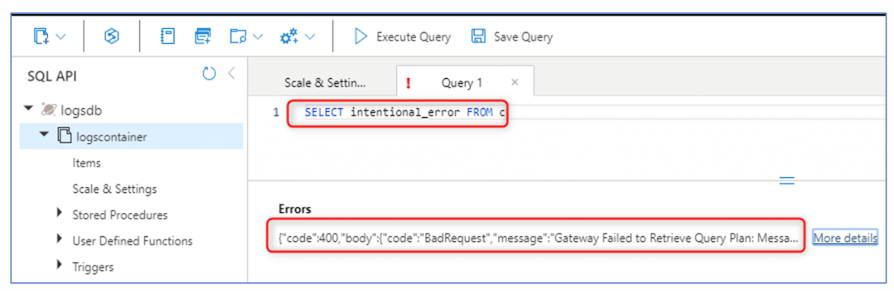 Execute Query Save Query
SQL API
Scale & Settin... ! Query 1 ×
logsdb
1 SELECT intentional_error FROM c
logscontainer
Items
Scale & Settings
Stored Procedures
User Defined Functions
Triggers
Errors
{"code":400,"body":{"code":"BadRequest","message":"Gateway Failed to Retrieve Query Plan: Messa... More details